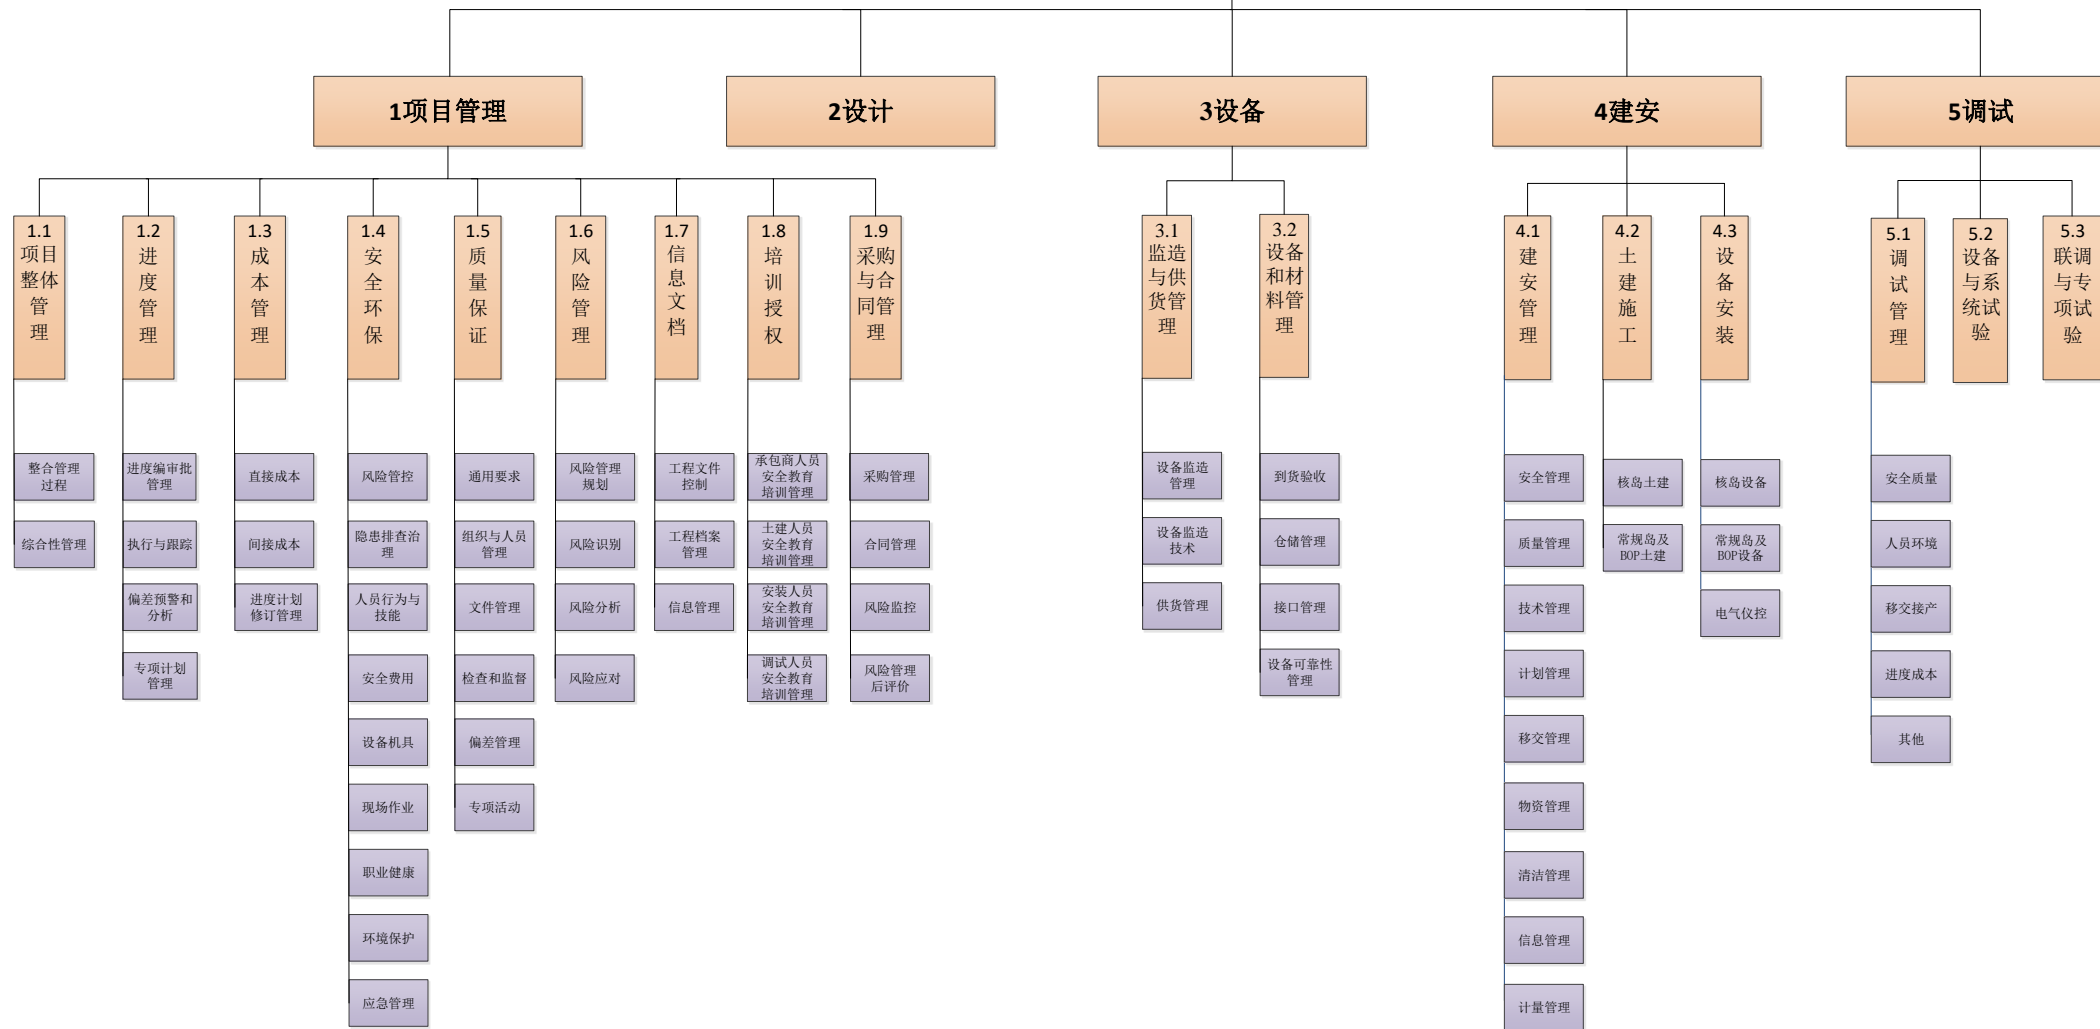 1项目管理
2设计
3设备
4建安
5调试
1.1
项目
整体
管
理
1.2
进
度
管
理
1.3
成
本
管
理
1.4
安
全
环
保
1.5
质
量
保
证
1.6
风
险
管
理
1.7
信
息
文
档
1.8
培
训
授
权
1.9
采购
与合
同管
理
3.1
监造
与供
货管
理
3.2
设备
和材
料管
理
4.1
建
安
管
理
4.2
土
建
施
工
4.3
设
备
安
装
5.1
调
试
管
理
5.2
设备
与系
统试
验
5.3
联调
与专
项试
验
整合管理
过程
综合性管理
进度编审批
管理
执行与跟踪
偏差预警和
分析
专项计划
管理
直接成本
间接成本
进度计划
修订管理
风险管控
隐患排查治
理
人员行为与
技能
安全费用
设备机具
现场作业
职业健康
环境保护
应急管理
通用要求
组织与人员
管理
文件管理
检查和监督
偏差管理
专项活动
风险管理
规划
风险识别
风险分析
风险应对
工程文件
控制
工程档案
管理
信息管理
承包商人员
安全教育
培训管理
土建人员
安全教育
培训管理
安装人员
安全教育
培训管理
调试人员
安全教育
培训管理
采购管理
合同管理
风险监控
风险管理
后评价
设备监造
管理
设备监造
技术
供货管理
到货验收
仓储管理
接口管理
设备可靠性
管理
安全管理
质量管理
技术管理
计划管理
移交管理
物资管理
清洁管理
信息管理
计量管理
核岛土建
常规岛及
BOP土建
核岛设备
常规岛及
BOP设备
电气仪控
安全质量
人员环境
移交接产
进度成本
其他